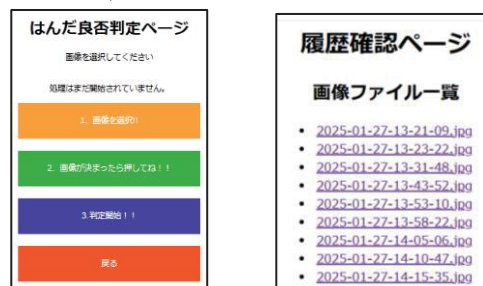 はんだ良否判定ページ
画像を選択してください
処理はまだ開始されていません。
1. 画像を選択!!
2. 画像が決まったら押してね！！
3.判定開始！！
戻る
履歴確認ページ
画像ファイル一覧
• 2025-01-27-13-21-09.jpg
• 2025-01-27-13-23-22.jpg
• 2025-01-27-13-31-48.jpg
• 2025-01-27-13-43-52.jpg
• 2025-01-27-13-53-10.jpg
• 2025-01-27-13-58-22.jpg
• 2025-01-27-14-05-06.jpg
• 2025-01-27-14-10-47.jpg
• 2025-01-27-14-15-35.jpg